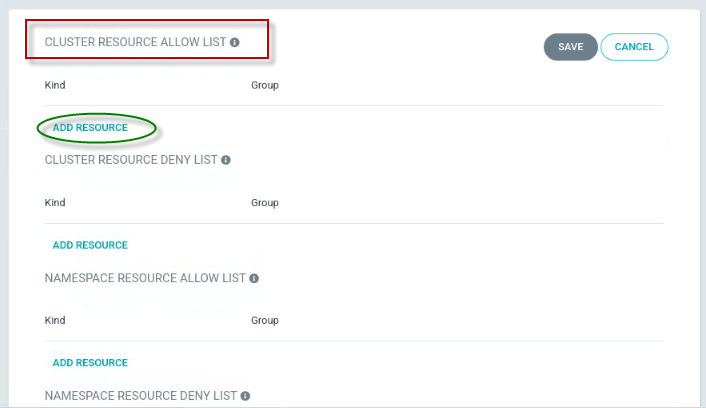 CLUSTER RESOURCE ALLOW LIST
SAVE CANCEL
Kind Group
ADD RESOURCE
CLUSTER RESOURCE DENY LIST
Kind Group
ADD RESOURCE
NAMESPACE RESOURCE ALLOW LIST
Kind Group
ADD RESOURCE
NAMESPACE RESOURCE DENY LIST